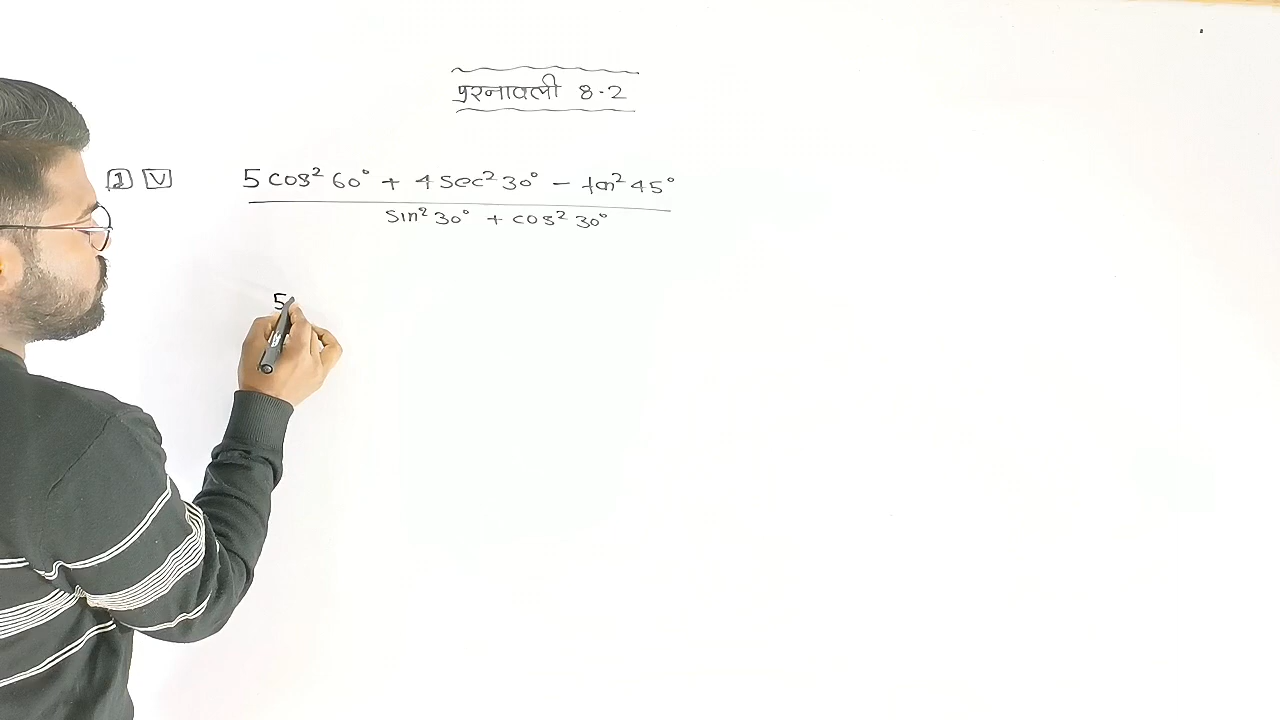 प्रश्नावली 8.2
1 V 5 cos² 60° + 4 sec² 30° - tan² 45°
sin² 30° + cos² 30°
5